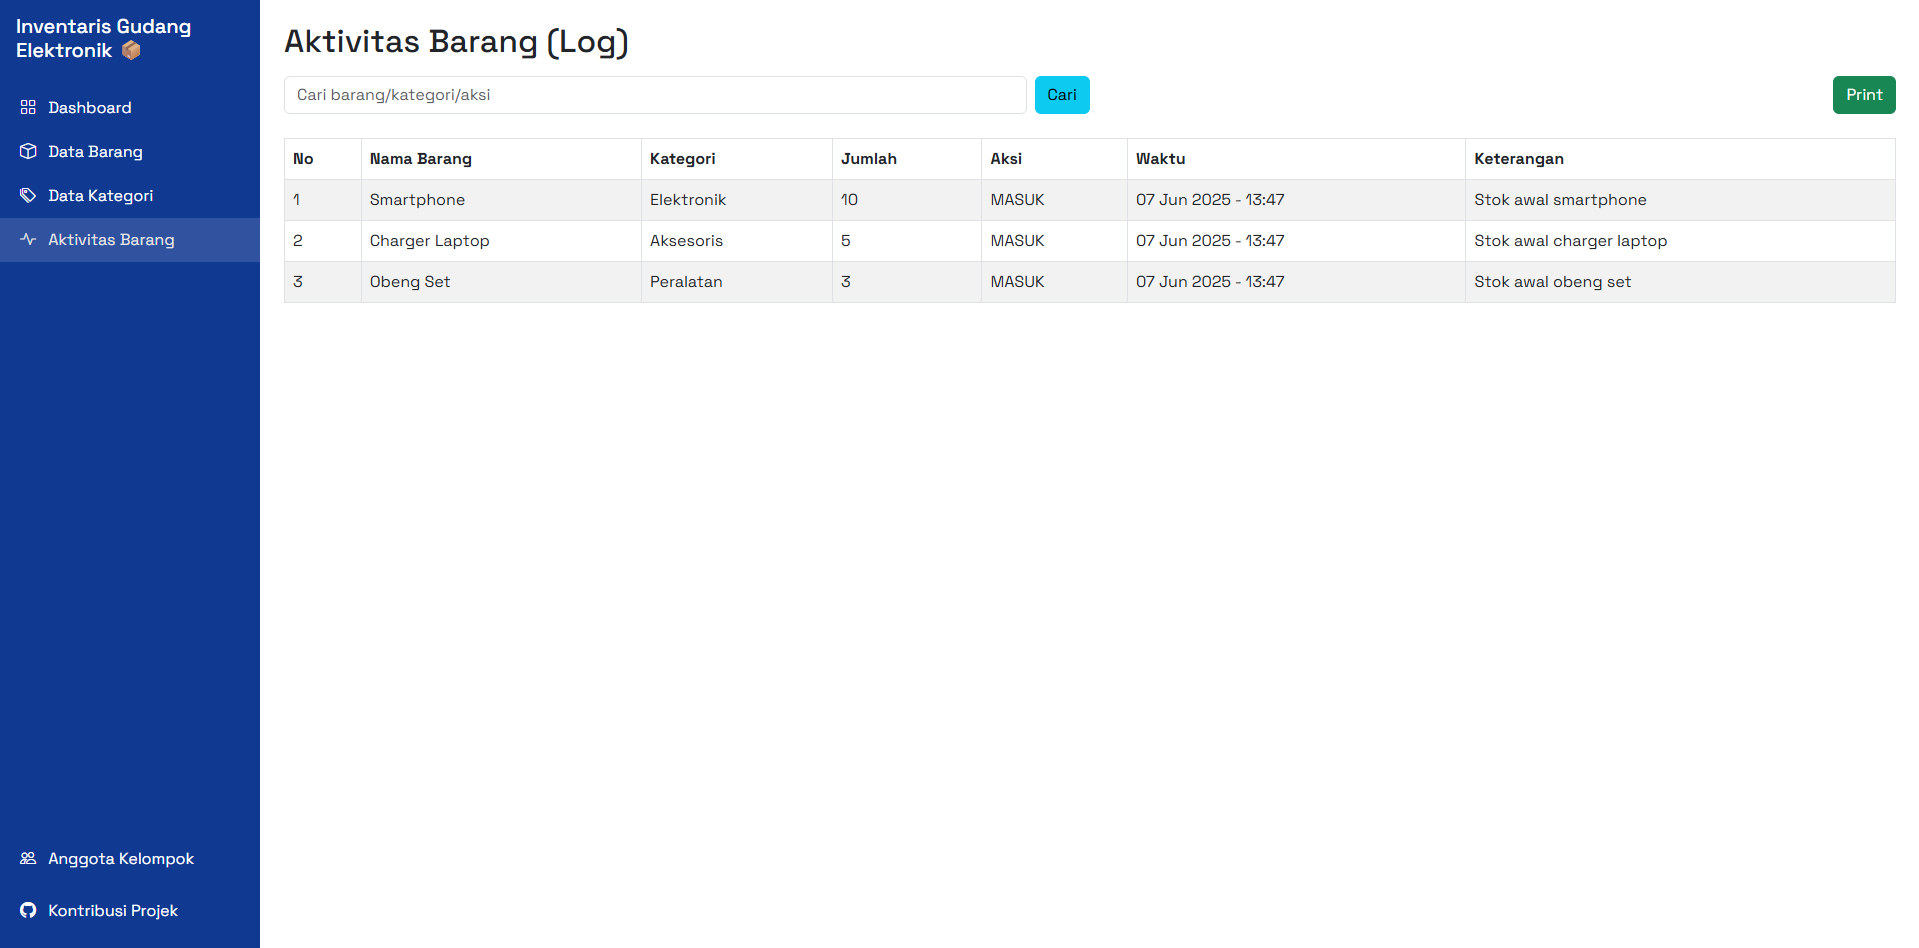 Inventaris Gudang
Elektronik 📦
Dashboard
Data Barang
Data Kategori
Aktivitas Barang
Anggota Kelompok
Kontribusi Projek
Aktivitas Barang (Log)
Cari barang/kategori/aksi
Cari
Print
No Nama Barang Kategori Jumlah Aksi Waktu Keterangan
1 Smartphone Elektronik 10 MASUK 07 Jun 2025 - 13:47 Stok awal smartphone
2 Charger Laptop Aksesoris 5 MASUK 07 Jun 2025 - 13:47 Stok awal charger laptop
3 Obeng Set Peralatan 3 MASUK 07 Jun 2025 - 13:47 Stok awal obeng set